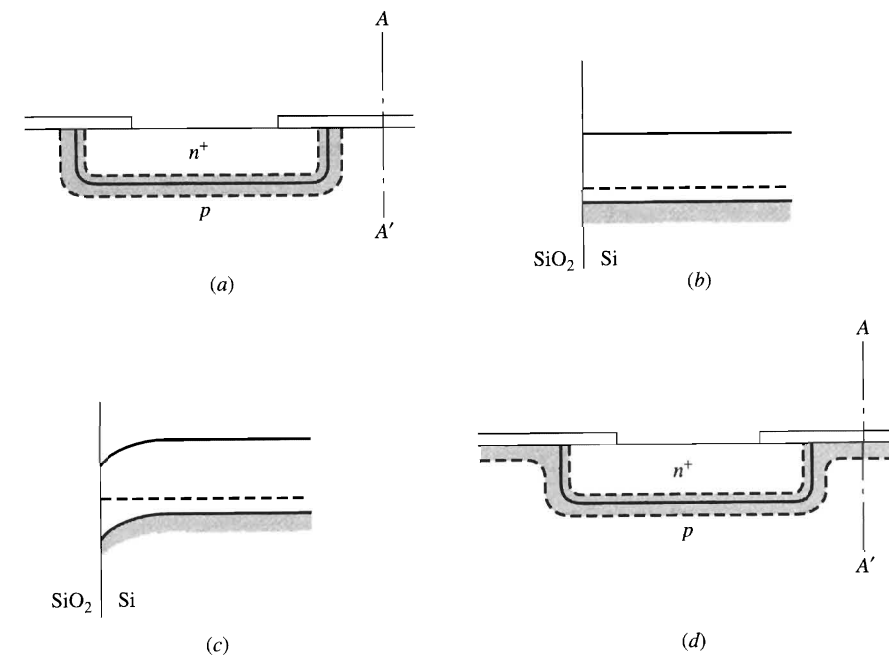 A
n⁺
p
A′
(a)
SiO₂ Si
(b)
SiO₂ Si
(c)
A
n⁺
p
A′
(d)